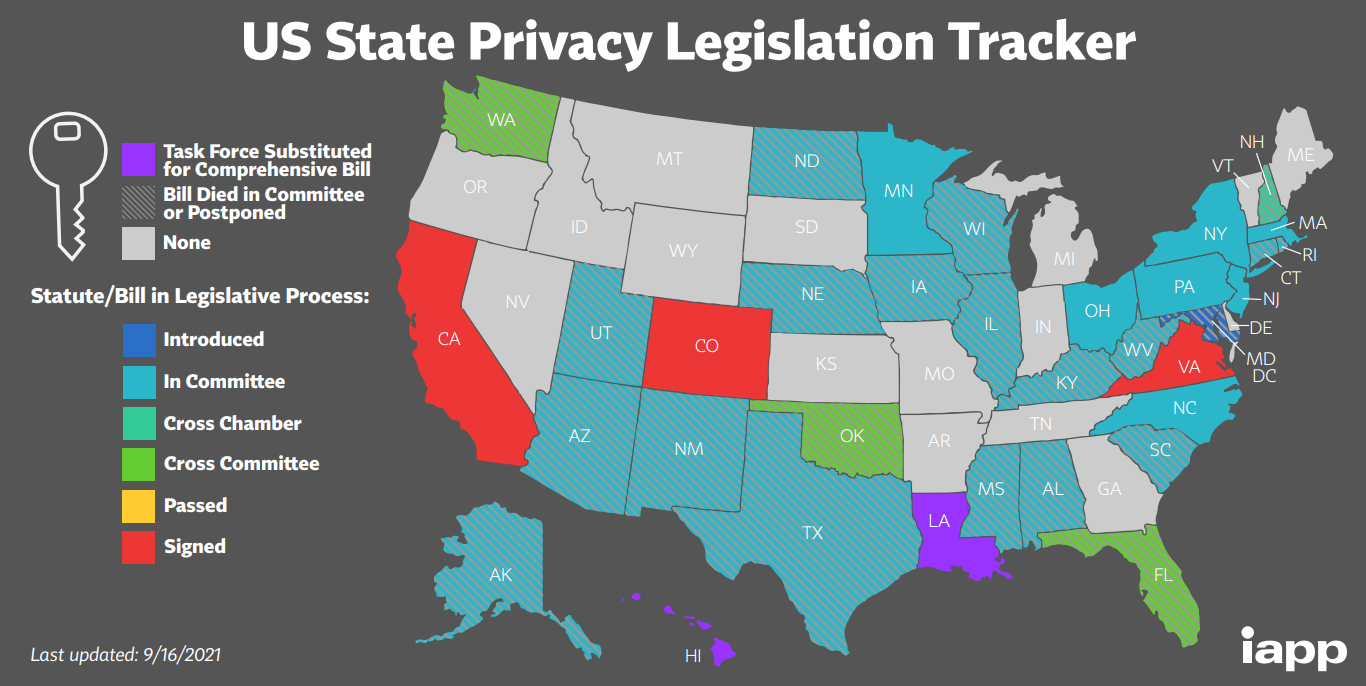 US State Privacy Legislation Tracker
Task Force Substituted
for Comprehensive Bill
Bill Died in Committee
or Postponed
None
Statute/Bill in Legislative Process:
Introduced
In Committee
Cross Chamber
Cross Committee
Passed
Signed
Last updated: 9/16/2021
WA
OR
CA
NV
ID
MT
WY
UT
CO
AZ
NM
ND
SD
NE
KS
OK
TX
MN
IA
MO
AR
LA
WI
IL
MI
IN
OH
KY
TN
MS
AL
GA
FL
SC
NC
VA
WV
PA
NY
VT
NH
ME
MA
RI
CT
NJ
DE
MD
DC
AK
HI
iapp